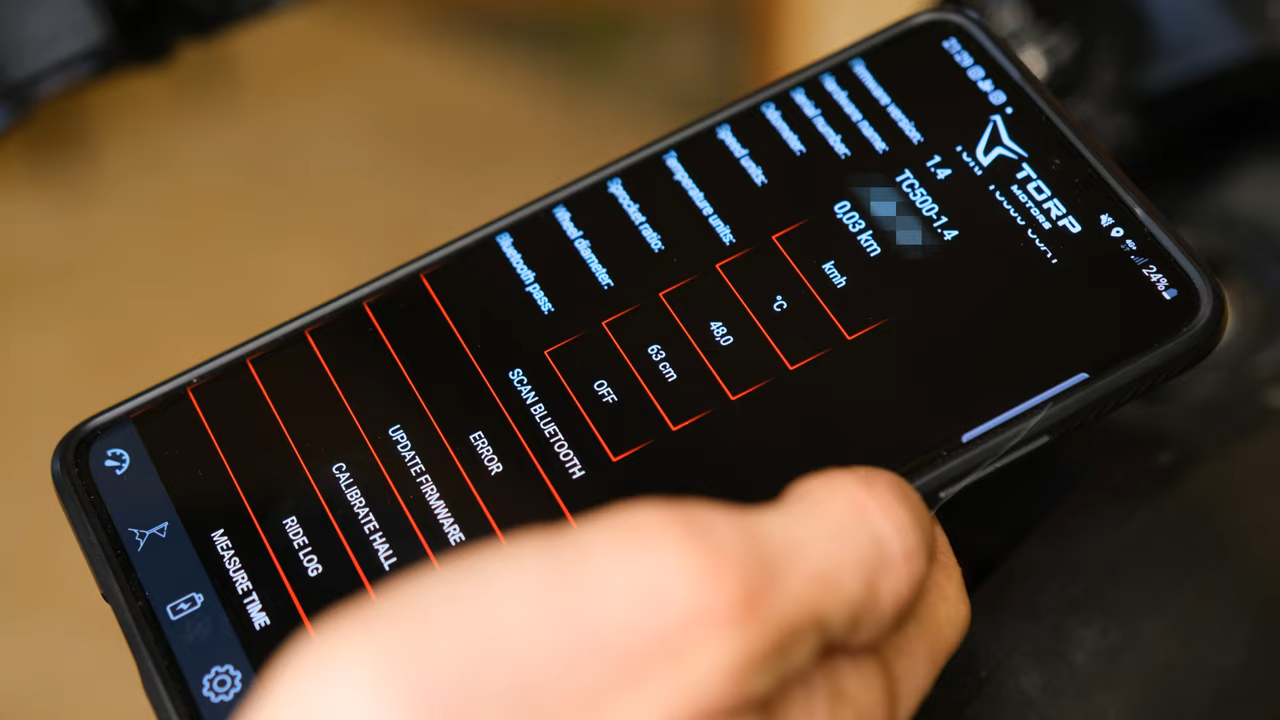 21:29
24%
TORP
MOTORS
Firmware version: 1.4
Hardware name: TC500-1.4
Serial number:
Odometer: 0,03 km
Speed units: kmh
Temperature units: °C
Sprocket ratio: 48,0
Wheel diameter: 63 cm
Bluetooth pass: OFF
SCAN BLUETOOTH
ERROR
UPDATE FIRMWARE
CALIBRATE HALL
RIDE LOG
MEASURE TIME